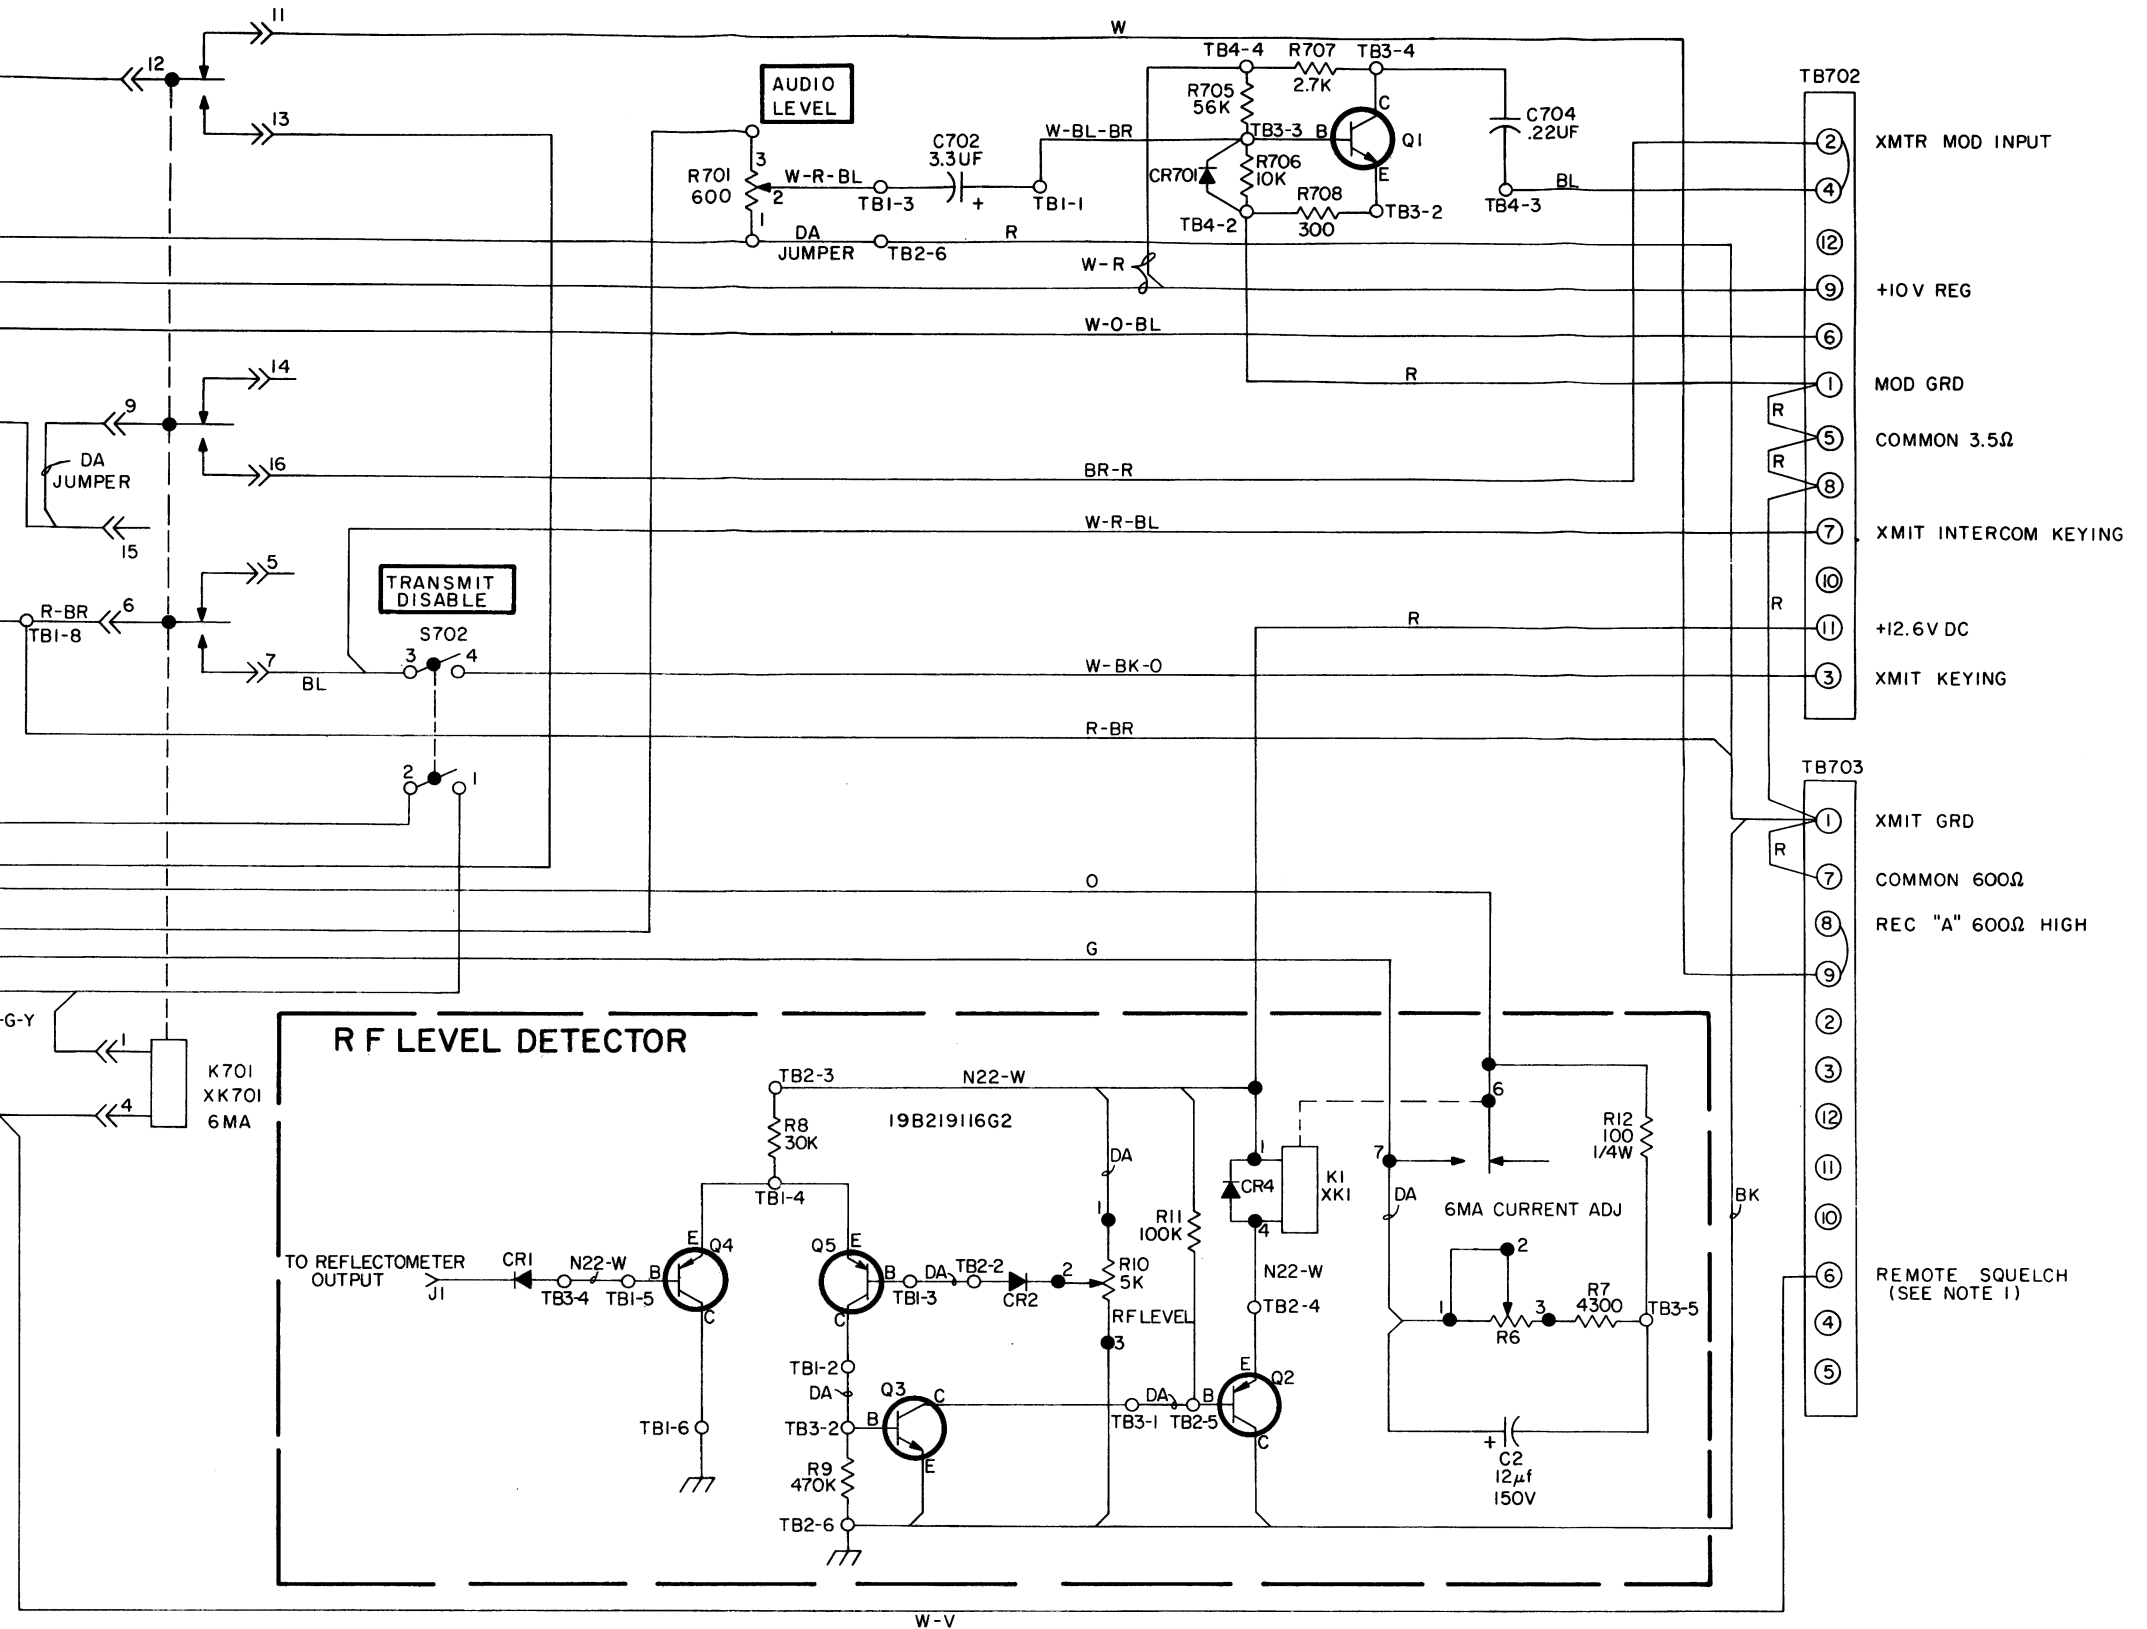 11
W
12
13
AUDIO
LEVEL
TB4-4
R707
2.7K
TB3-4
R705
56K
C
TB3-3
B
Q1
C704
.22UF
W-BL-BR
C702
3.3UF
+
3
R701
600
2
1
W-R-BL
TB1-3
TB1-1
CR701
R706
10K
E
R708
300
TB4-2
TB3-2
BL
TB4-3
DA
JUMPER
TB2-6
R
W-R
W-O-BL
R
TB702
2
XMTR MOD INPUT
4
12
9
+10V REG
6
1
MOD GRD
R
5
COMMON 3.5Ω
R
8
7
XMIT INTERCOM KEYING
10
R
11
+12.6V DC
3
XMIT KEYING
14
9
DA
JUMPER
16
BR-R
15
W-R-BL
5
TRANSMIT
DISABLE
R-BR
6
TB1-8
S702
3
4
7
BL
R
W-BK-O
R-BR
2
1
TB703
1
XMIT GRD
R
7
COMMON 600Ω
8
REC "A" 600Ω HIGH
9
2
3
12
11
10
6
REMOTE SQUELCH
(SEE NOTE 1)
4
5
O
G
-G-Y
1
4
K701
XK701
6MA
RF LEVEL DETECTOR
TB2-3
N22-W
19B219116G2
R8
30K
TB1-4
DA
1
R11
100K
1
CR4
4
K1
XK1
6
7
DA
R12
100
1/4W
6MA CURRENT ADJ
BK
TO REFLECTOMETER
OUTPUT
J1
CR1
N22-W
TB3-4
TB1-5
B
E
Q4
C
Q5
E
B
C
TB1-3
DA
TB2-2
CR2
2
R10
5K
RF LEVEL
3
N22-W
TB2-4
2
1
3
R6
R7
4300
TB3-5
TB1-2
DA
TB3-2
B
Q3
C
E
TB3-1
DA
TB2-5
B
E
Q2
C
TB1-6
R9
470K
TB2-6
+
C2
12µf
150V
W-V